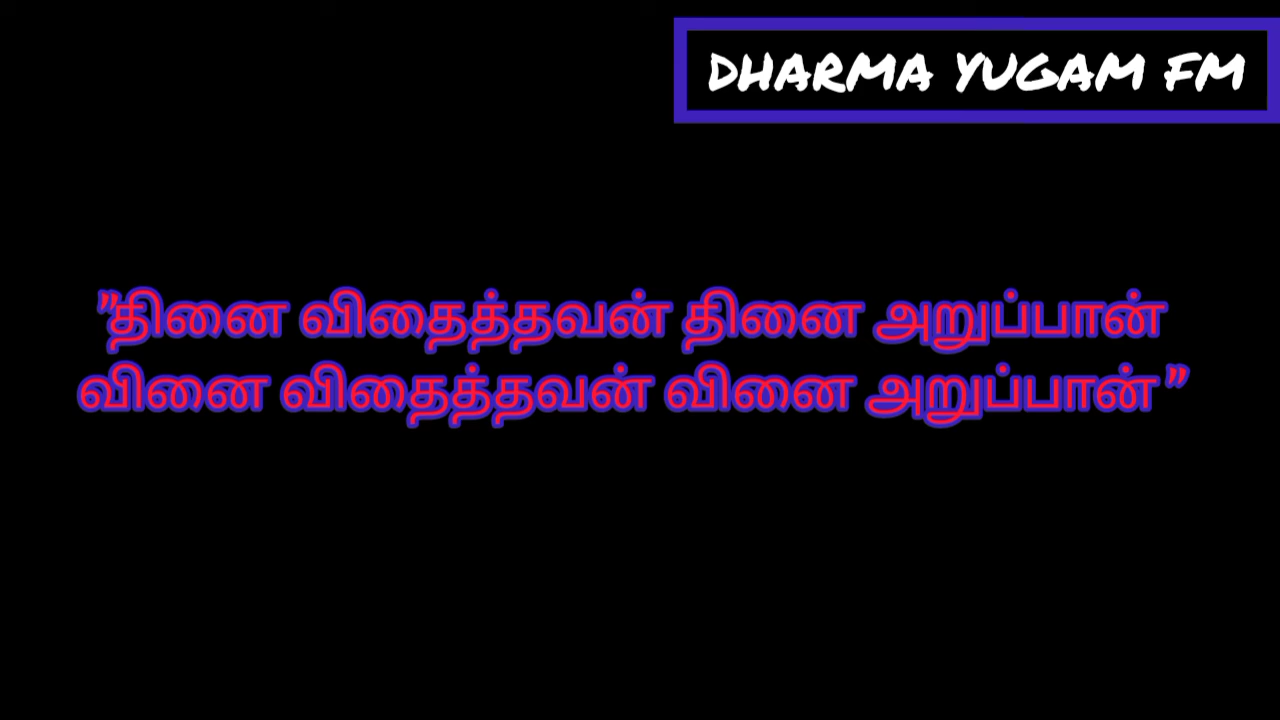 DHARMA YUGAM FM
"தினை விதைத்தவன் தினை அறுப்பான்
வினை விதைத்தவன் வினை அறுப்பான்"